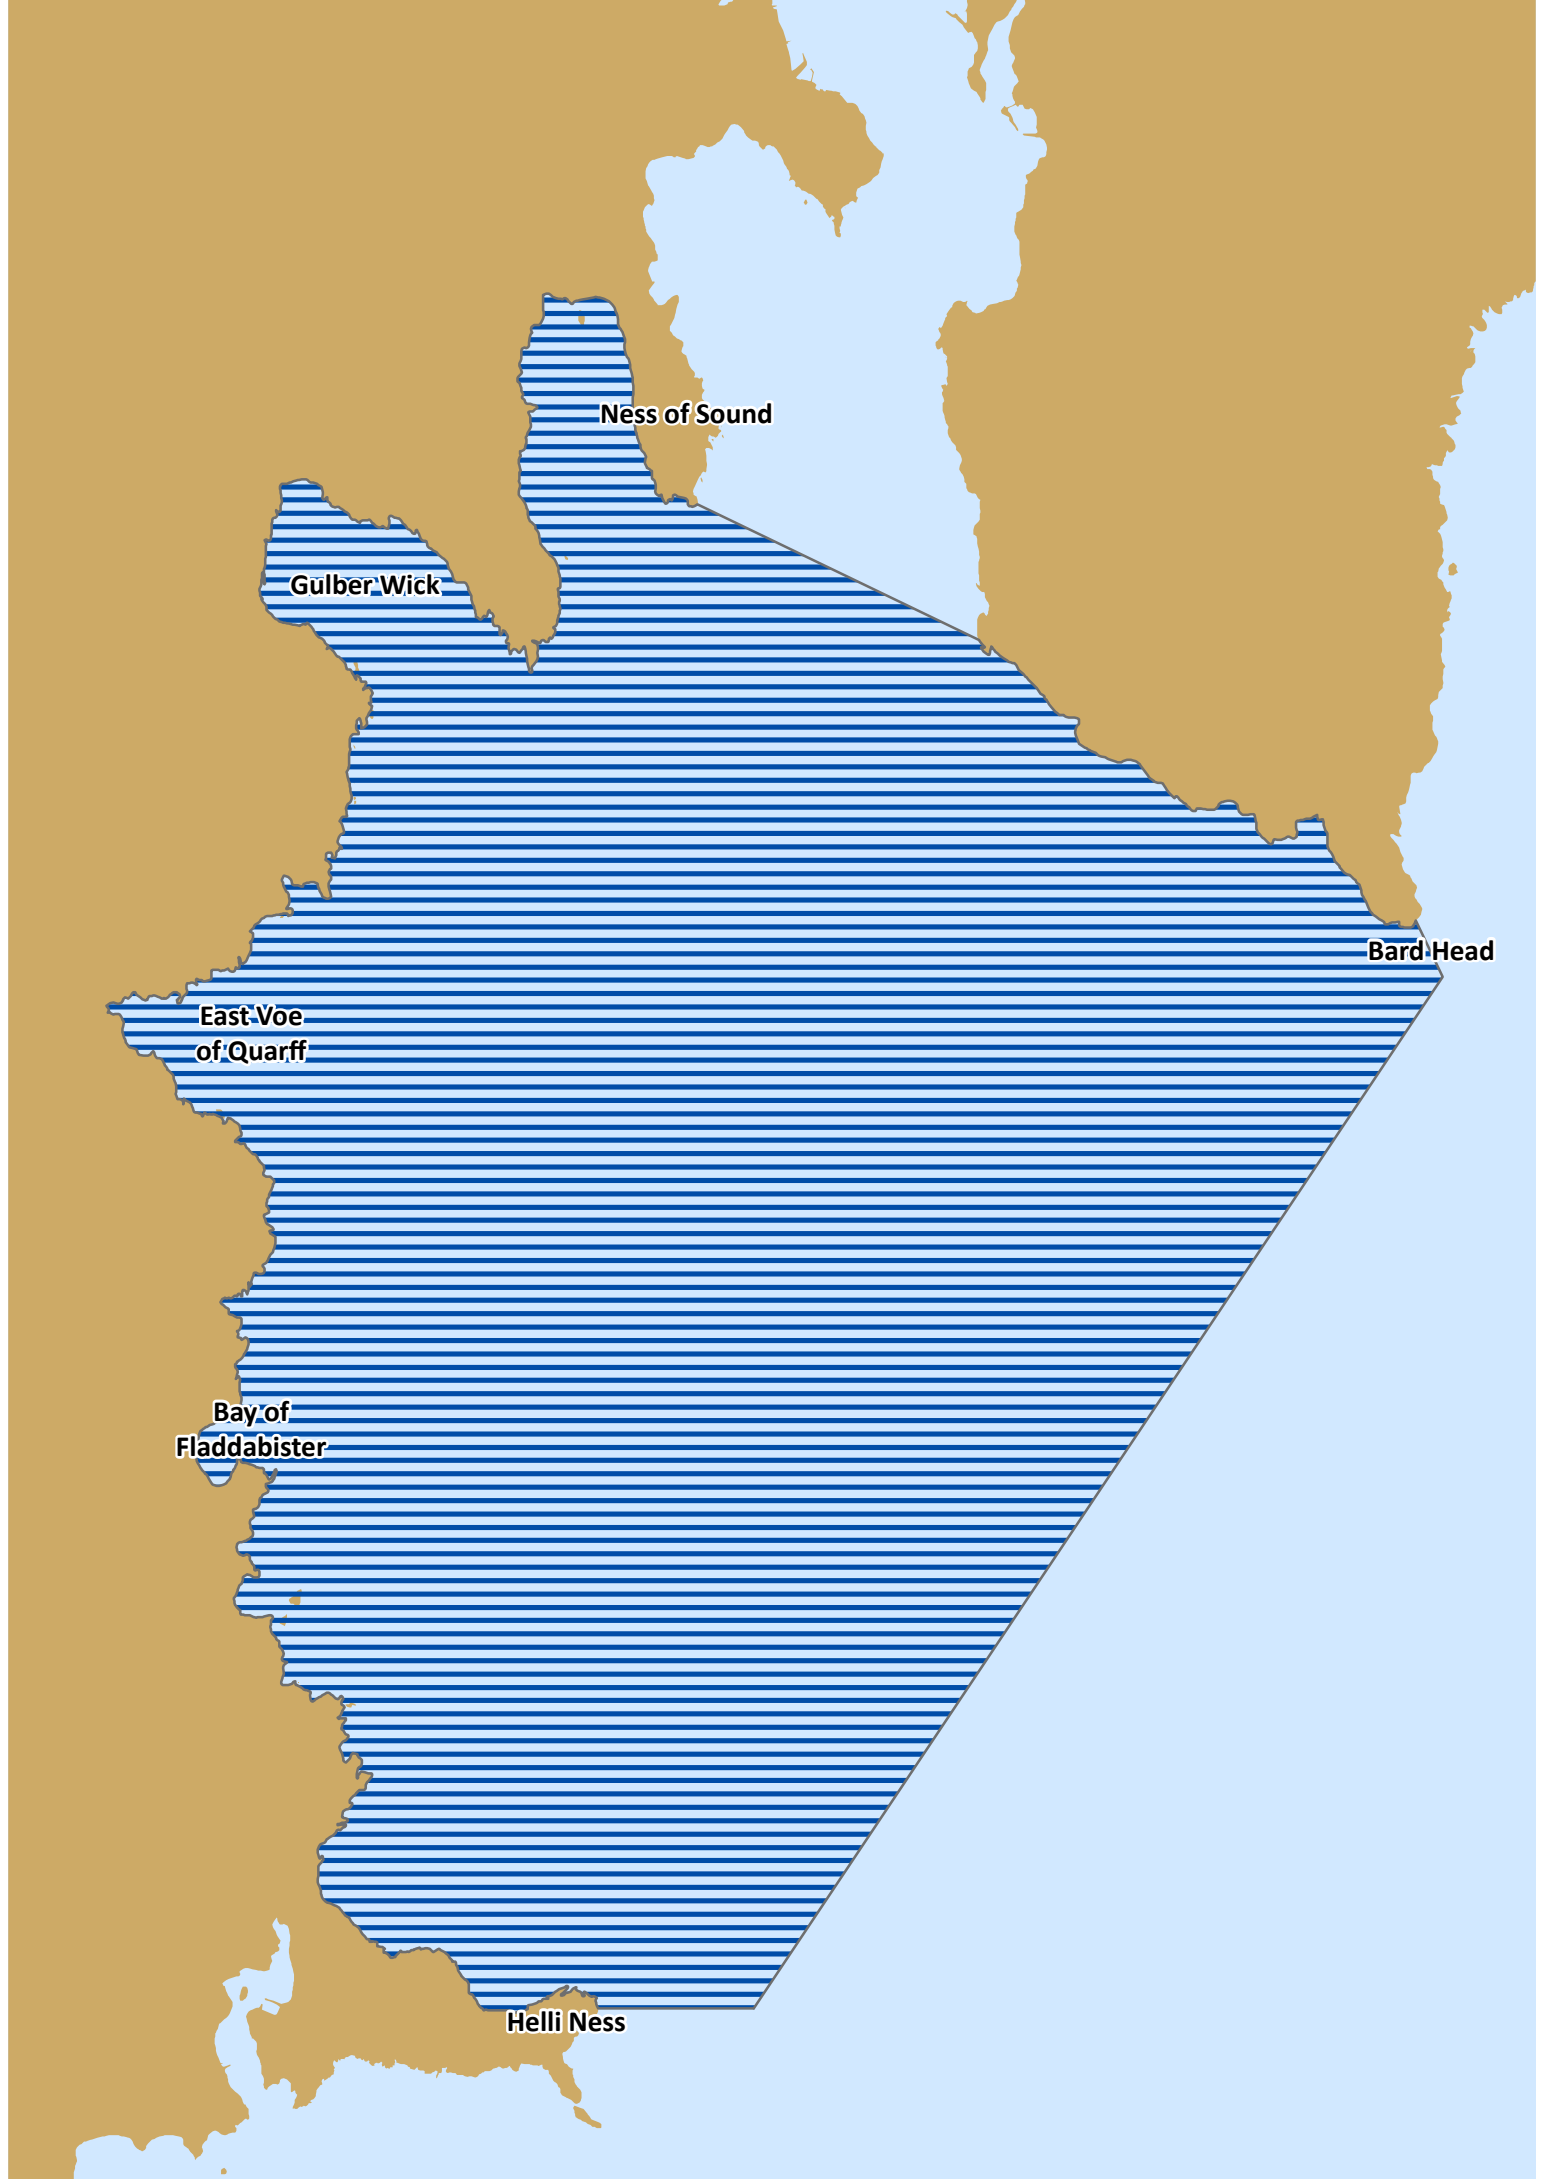 Ness of Sound
Gulber Wick
Bard Head
East Voe
of Quarff
Bay of
Fladdabister
Helli Ness